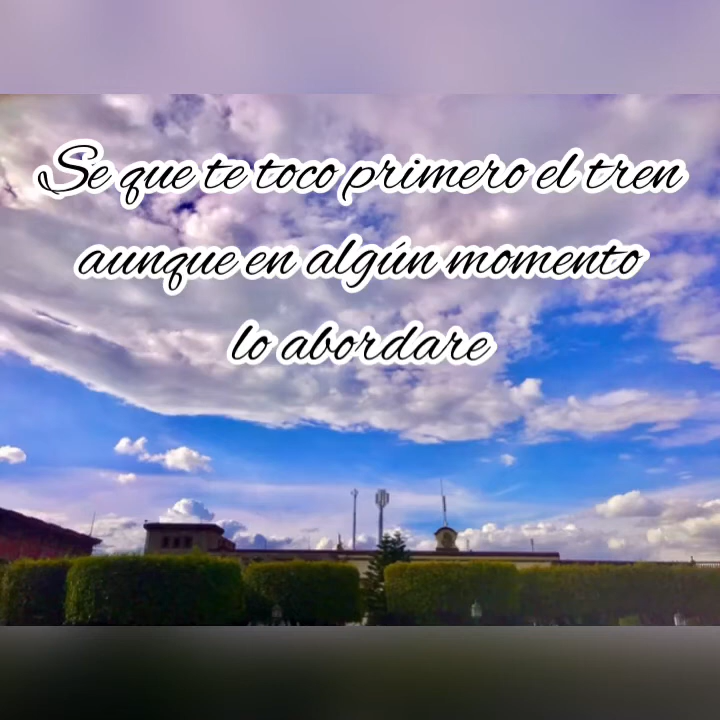 Se que te toco primero el tren
aunque en algún momento
lo abordare